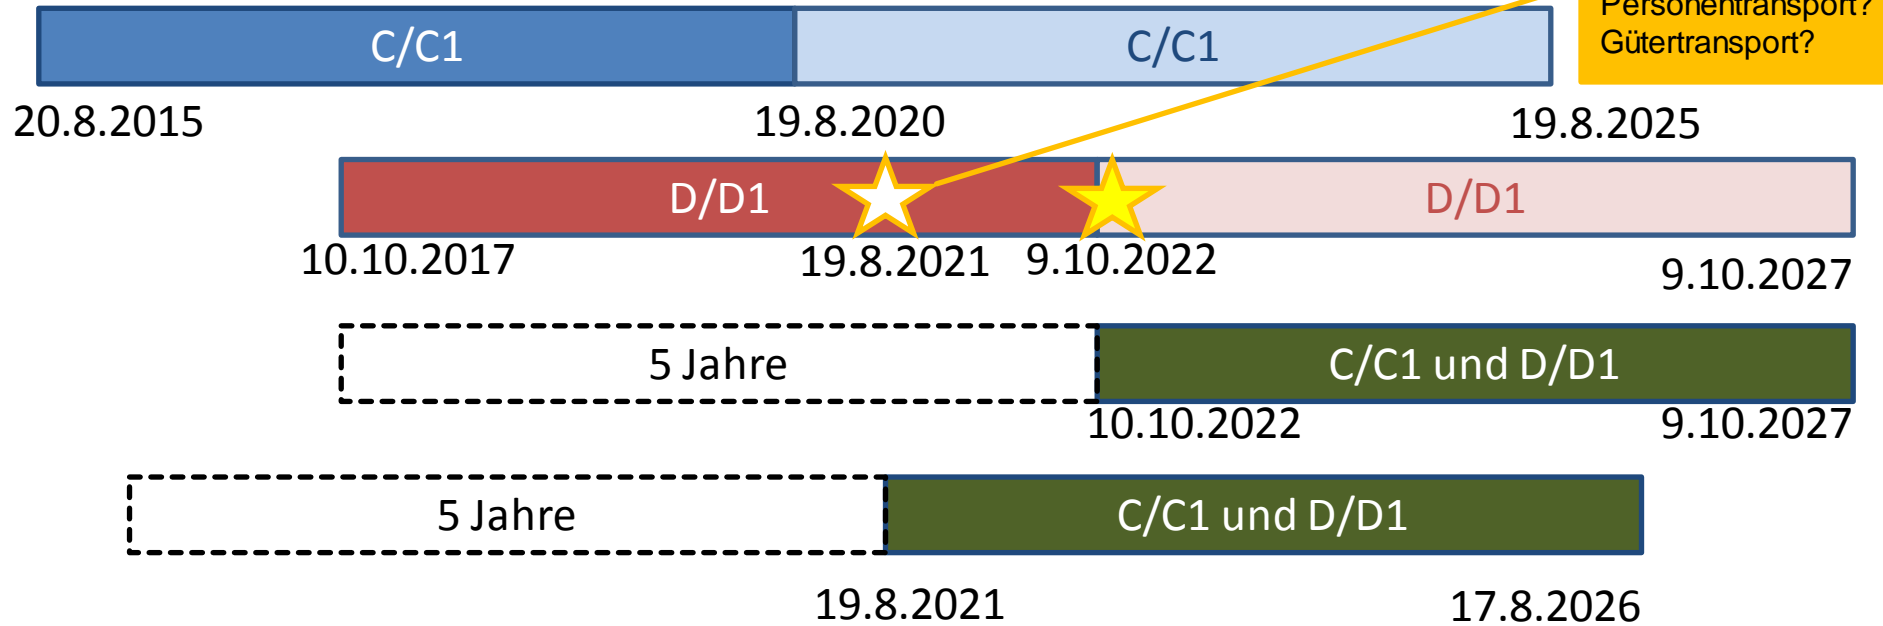 Personentransport?
Gütertransport?
C/C1
C/C1
20.8.2015
19.8.2020
19.8.2025
D/D1
D/D1
10.10.2017
19.8.2021
9.10.2022
9.10.2027
5 Jahre
C/C1 und D/D1
10.10.2022
9.10.2027
5 Jahre
C/C1 und D/D1
19.8.2021
17.8.2026